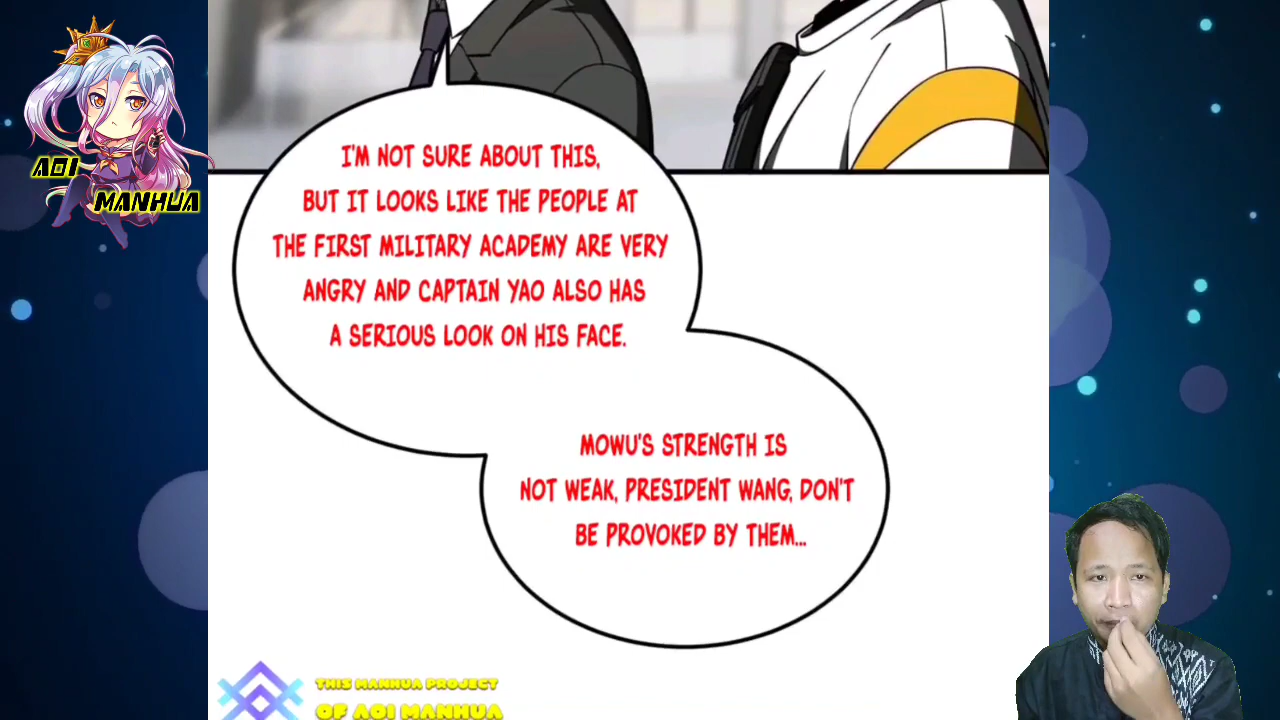 AOI
MANHUA
I'M NOT SURE ABOUT THIS,
BUT IT LOOKS LIKE THE PEOPLE AT
THE FIRST MILITARY ACADEMY ARE VERY
ANGRY AND CAPTAIN YAO ALSO HAS
A SERIOUS LOOK ON HIS FACE.
MOWU'S STRENGTH IS
NOT WEAK, PRESIDENT WANG, DON'T
BE PROVOKED BY THEM...
THIS MANHUA PROJECT
OF AOI MANHUA